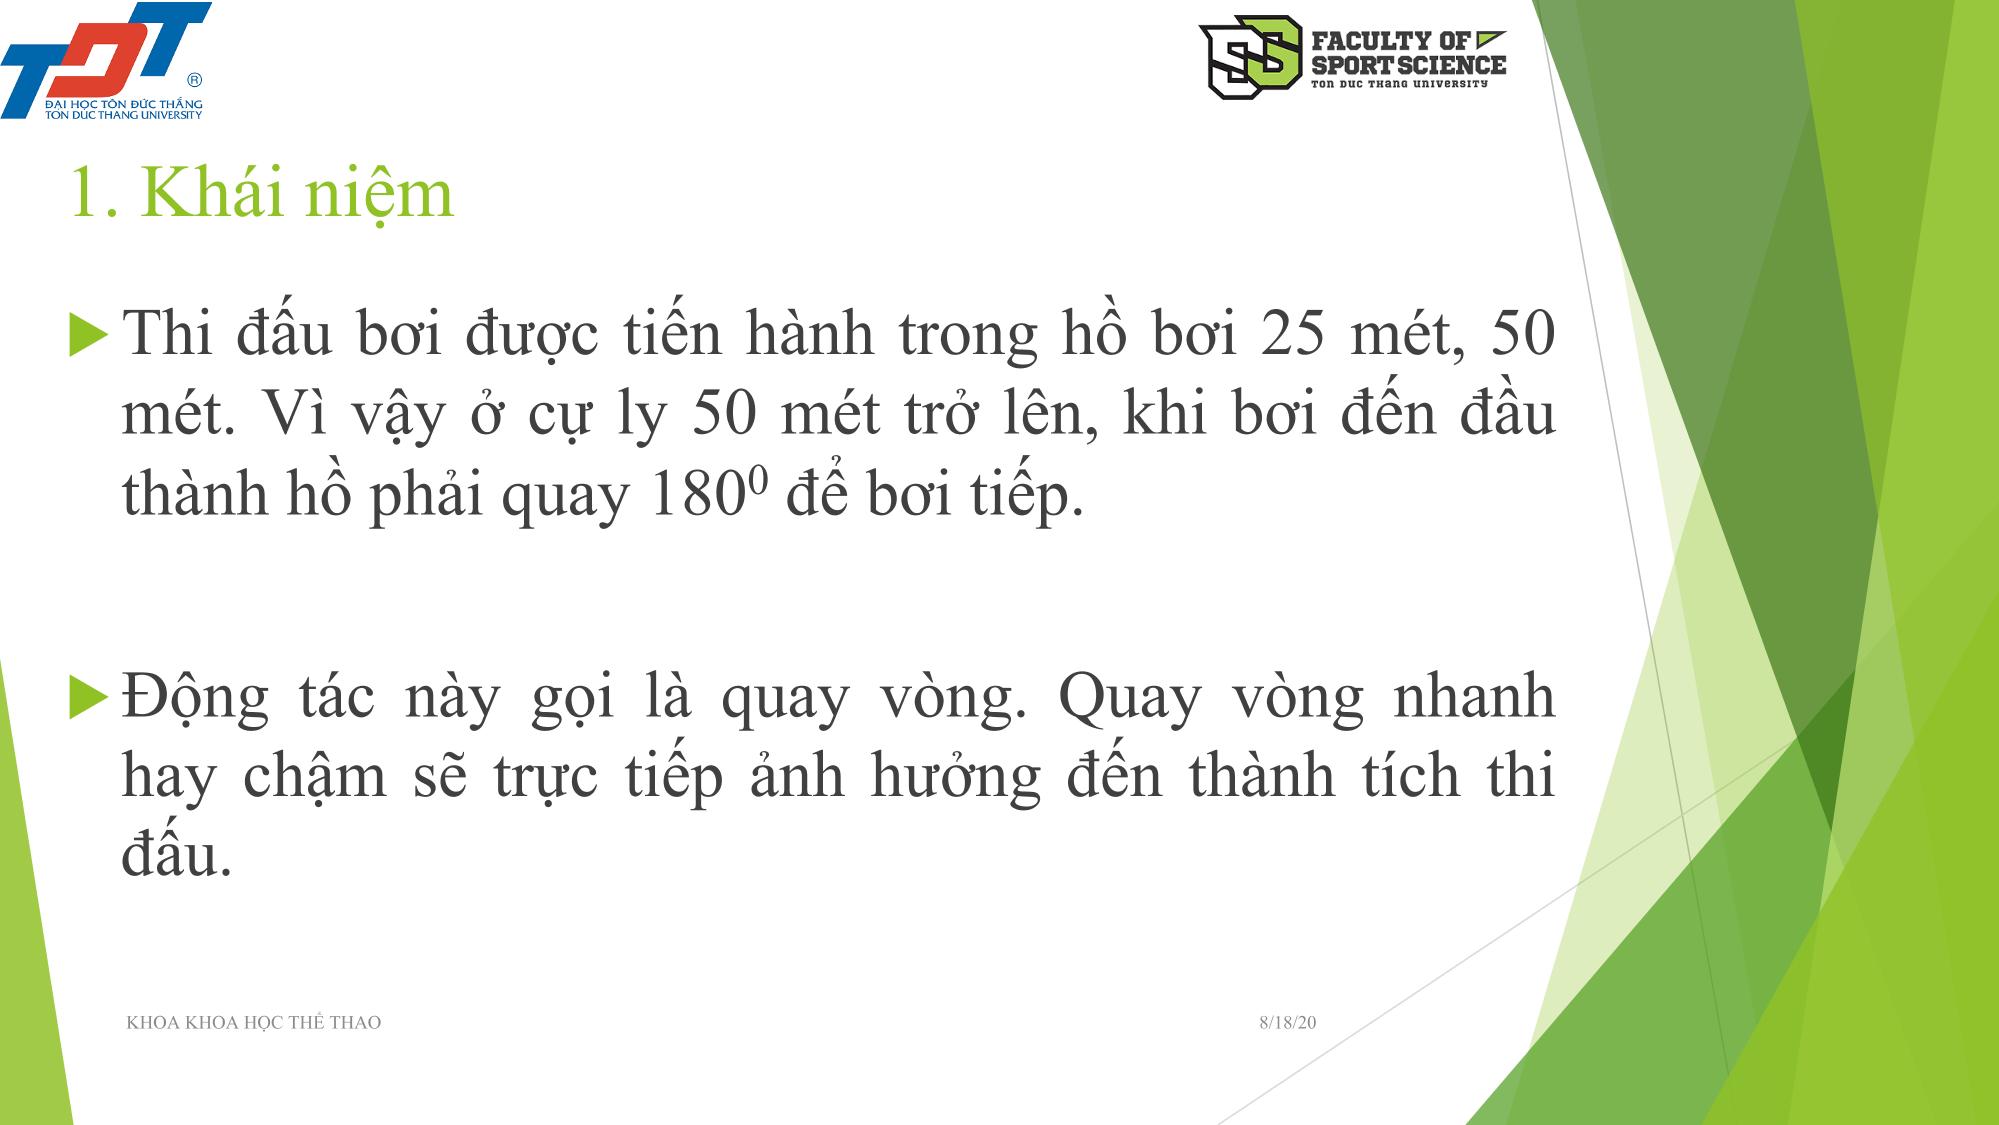 TDT
®
ĐẠI HỌC TÔN ĐỨC THẮNG
TON DUC THANG UNIVERSITY
SS
FACULTY OF
SPORT SCIENCE
TON DUC THANG UNIVERSITY
1. Khái niệm
Thi đấu bơi được tiến hành trong hồ bơi 25 mét, 50
mét. Vì vậy ở cự ly 50 mét trở lên, khi bơi đến đầu
thành hồ phải quay 180⁰ để bơi tiếp.
Động tác này gọi là quay vòng. Quay vòng nhanh
hay chậm sẽ trực tiếp ảnh hưởng đến thành tích thi
đấu.
KHOA KHOA HỌC THỂ THAO
8/18/20